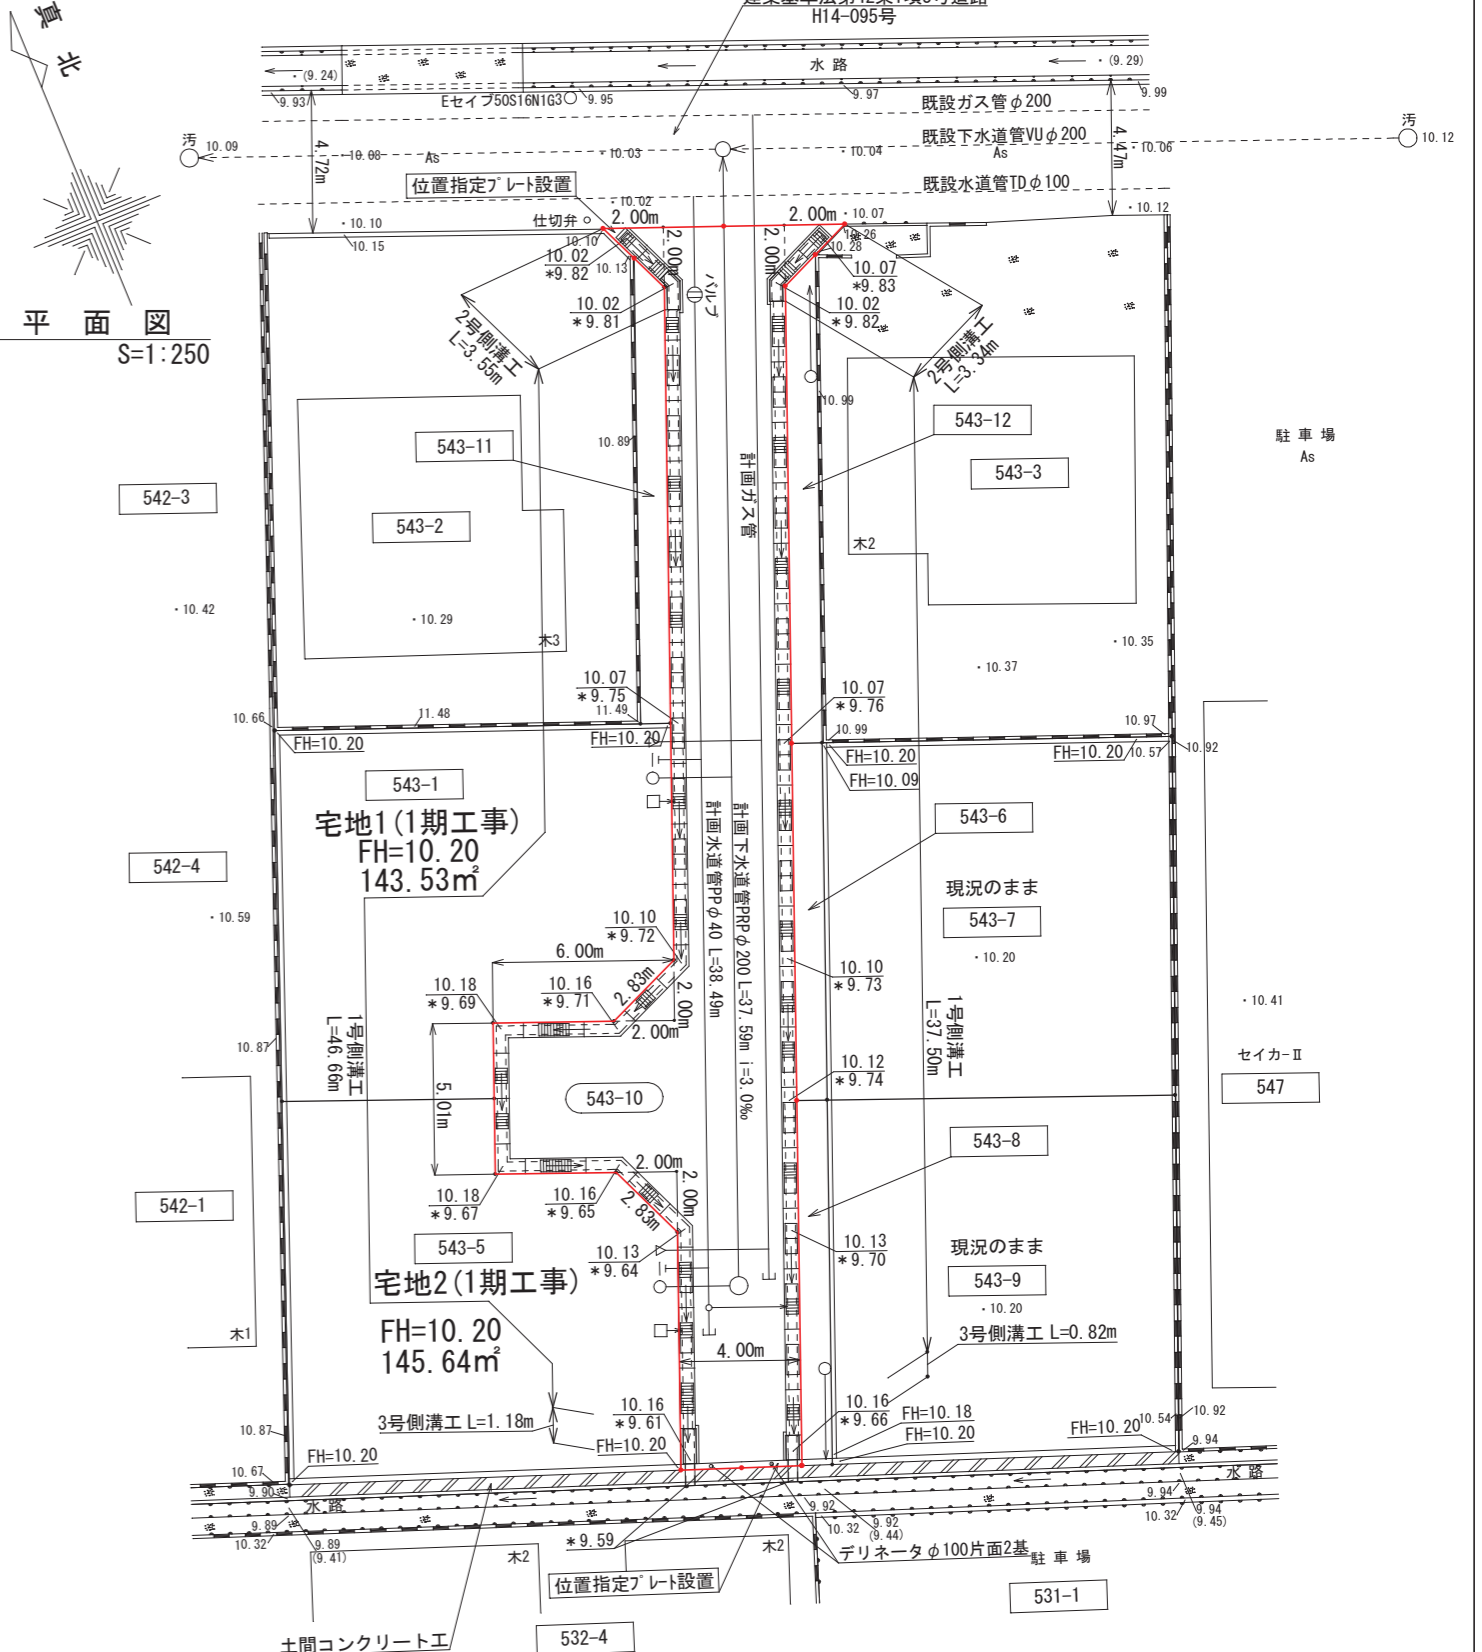 H14-095号
真北
水路
(9.24)
(9.29)
9.93
Eセイブ50S16N1G3
9.95
9.97
9.99
既設ガス管φ200
汚
10.09
4.72m
10.08
As
10.03
10.04
既設下水道管VUφ200
As
4.47m
10.06
汚
10.12
位置指定プレート設置
既設水道管TDφ100
10.02
10.10
10.15
仕切弁
2.00m
2.00m
10.07
10.12
10.10
10.26
10.28
10.02
*9.82
10.13
2.00m
2.00m
10.07
*9.83
バルブ
10.02
*9.81
10.02
*9.82
平面図
S=1:250
2号側溝工
L=3.55m
2号側溝工
L=3.34m
10.99
543-11
10.89
543-12
駐車場
As
計画ガス管
543-3
542-3
543-2
木2
10.42
10.29
木3
10.35
10.37
10.07
*9.75
10.07
*9.76
10.66
11.48
11.49
10.99
10.97
FH=10.20
FH=10.20
FH=10.20
FH=10.20
10.57
10.92
FH=10.09
543-1
宅地1(1期工事)
FH=10.20
143.53㎡
計画水道管PPφ40 L=38.49m
計画下水道管PRPφ200 L=37.59m i=3.0‰
543-6
542-4
現況のまま
543-7
10.59
10.20
10.10
*9.72
6.00m
10.10
*9.73
10.18
*9.69
10.16
*9.71
2.83m
2.00m
2.00m
10.41
1号側溝工
L=46.66m
1号側溝工
L=37.50m
10.87
セイカ-Ⅱ
547
5.01m
543-10
10.12
*9.74
543-8
2.00m
2.00m
10.18
*9.67
10.16
*9.65
2.83m
542-1
543-5
10.13
*9.64
10.13
*9.70
現況のまま
543-9
10.20
宅地2(1期工事)
FH=10.20
145.64㎡
木1
3号側溝工 L=0.82m
4.00m
10.16
*9.61
10.16
*9.66
3号側溝工 L=1.18m
FH=10.18
FH=10.20
FH=10.20
10.54
10.92
10.87
FH=10.20
FH=10.20
9.94
10.67
9.90
水路
水路
9.94
9.92
9.92
(9.44)
9.94
(9.45)
10.32
10.32
9.89
10.32
9.89
(9.41)
木2
*9.59
木2
デリネータφ100片面2基
駐車場
位置指定プレート設置
531-1
土間コンクリート工
532-4